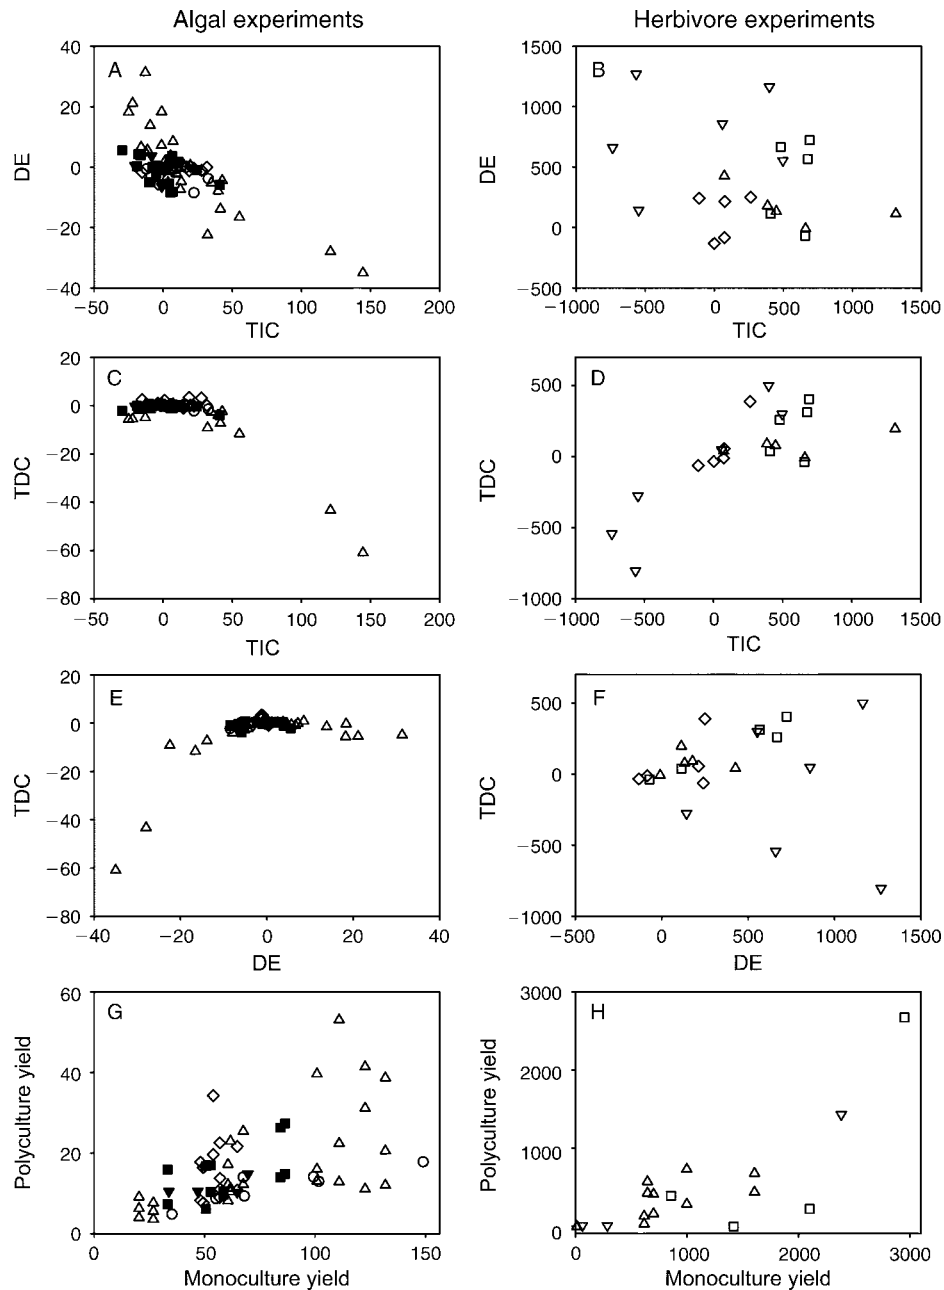 Algal experiments Herbivore experiments
40 1500
A B
20 1000
DE 0 DE 500
−20 0
−40 −500
−50 0 50 100 150 200 −1000 −500 0 500 1000 1500
TIC TIC
20
C D
0 500
−20 0
TDC TDC
−40 −500
−60
−80 −1000
−50 0 50 100 150 200 −1000 −500 0 500 1000 1500
TIC TIC
20
E F
0 500
−20 0
TDC TDC
−40 −500
−60
−80 −1000
−40 −20 0 20 40 −500 0 500 1000 1500
DE DE
60 3000
G H
40 2000
Polyculture yield Polyculture yield
20 1000
0 0
0 50 100 150 0 1000 2000 3000
Monoculture yield Monoculture yield